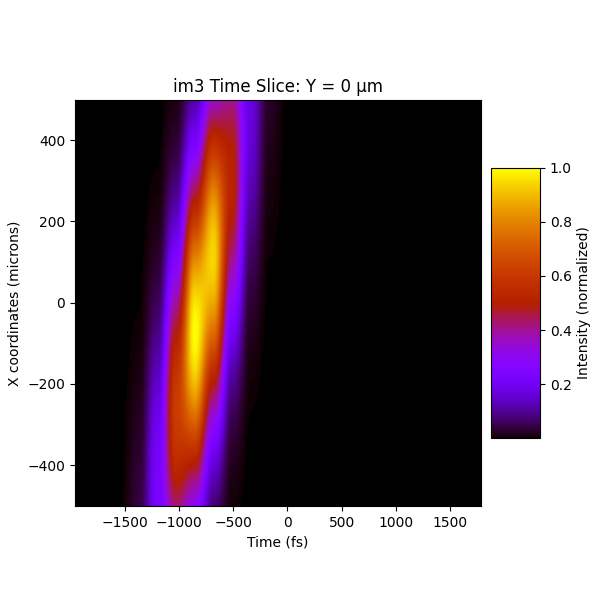 im3 Time Slice: Y = 0 μm
X coordinates (microns)
400
200
0
−200
−400
−1500 −1000 −500 0 500 1000 1500
Time (fs)
1.0
0.8
0.6
0.4
0.2
Intensity (normalized)